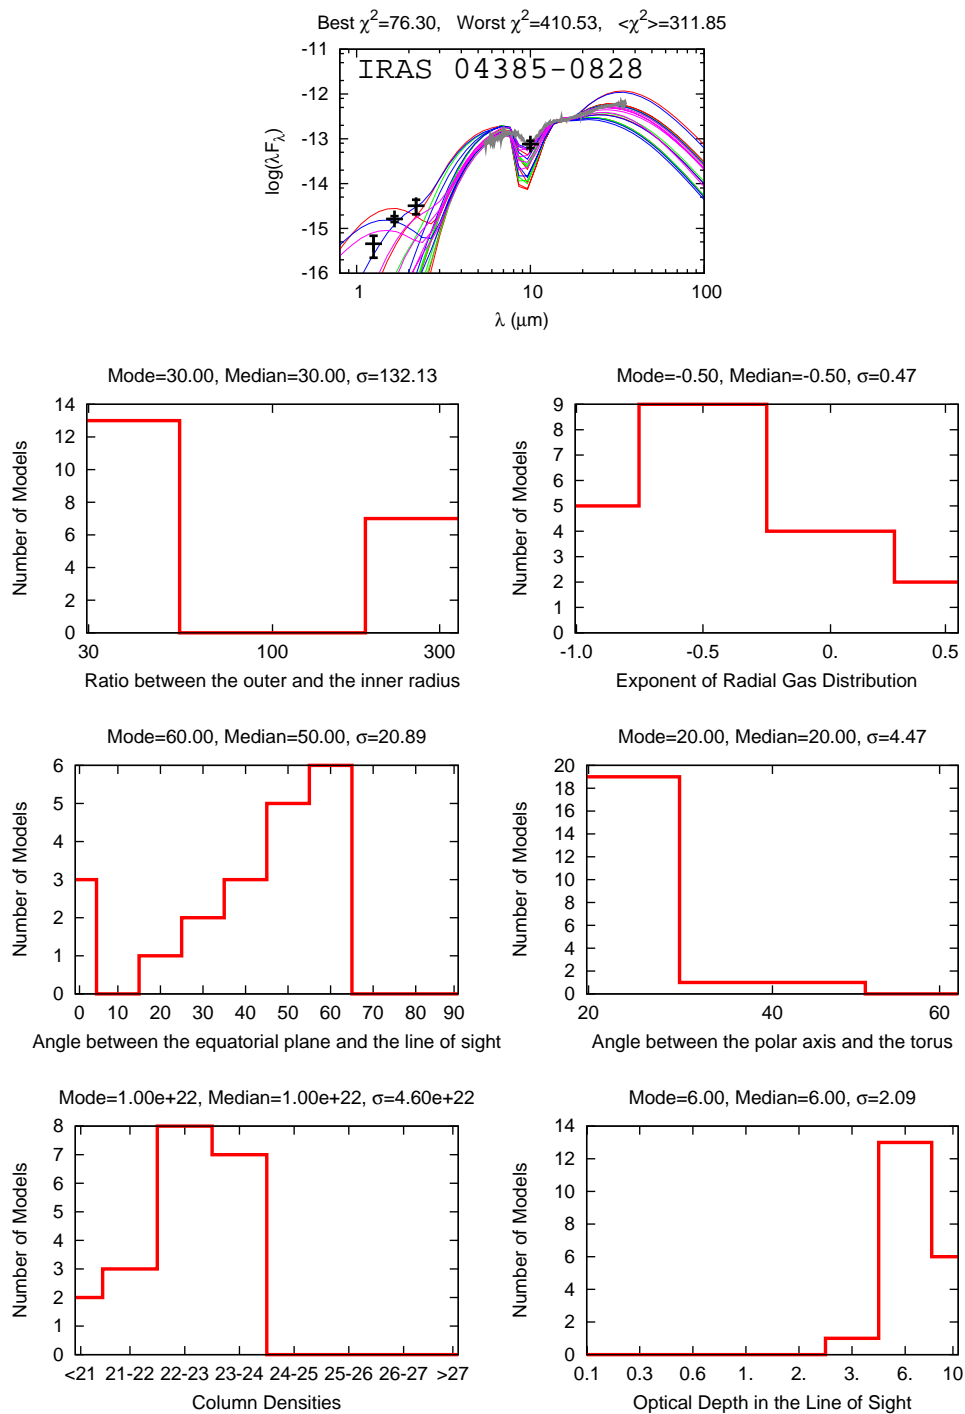 Best χ²=76.30, Worst χ²=410.53, <χ²>=311.85
IRAS 04385-0828
log(λFλ)
-11
-12
-13
-14
-15
-16
1 10 100
λ (μm)
Mode=30.00, Median=30.00, σ=132.13
Number of Models
14
12
10
8
6
4
2
0
30 100 300
Ratio between the outer and the inner radius
Mode=-0.50, Median=-0.50, σ=0.47
Number of Models
9
8
7
6
5
4
3
2
1
0
-1.0 -0.5 0. 0.5
Exponent of Radial Gas Distribution
Mode=60.00, Median=50.00, σ=20.89
Number of Models
6
5
4
3
2
1
0
0 10 20 30 40 50 60 70 80 90
Angle between the equatorial plane and the line of sight
Mode=20.00, Median=20.00, σ=4.47
Number of Models
20
18
16
14
12
10
8
6
4
2
0
20 40 60
Angle between the polar axis and the torus
Mode=1.00e+22, Median=1.00e+22, σ=4.60e+22
Number of Models
8
7
6
5
4
3
2
1
0
<21 21-22 22-23 23-24 24-25 25-26 26-27 >27
Column Densities
Mode=6.00, Median=6.00, σ=2.09
Number of Models
14
12
10
8
6
4
2
0
0.1 0.3 0.6 1. 2. 3. 6. 10
Optical Depth in the Line of Sight